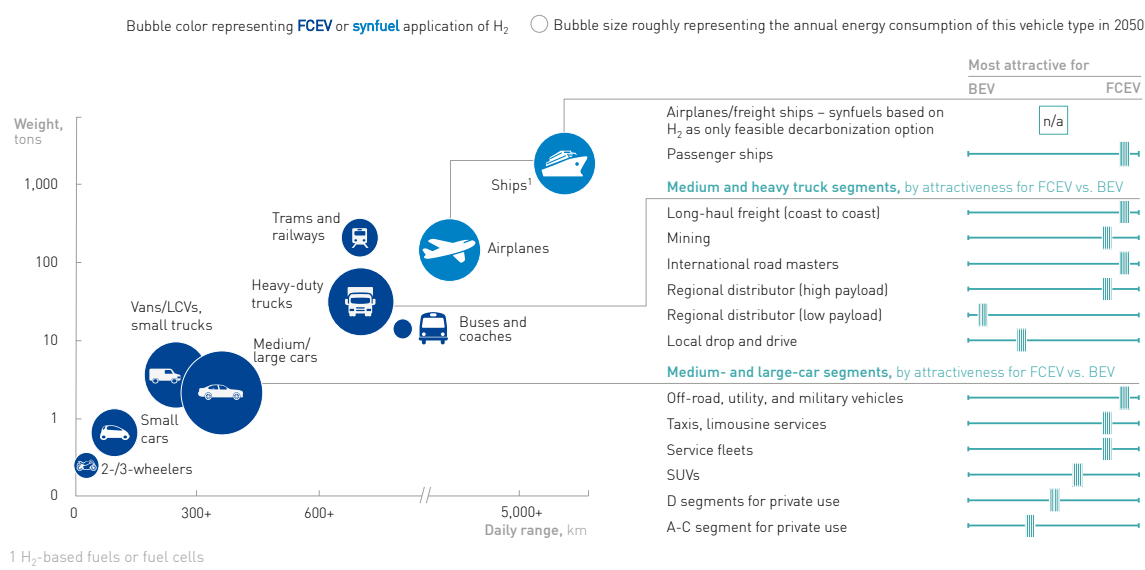 Bubble color representing FCEV or synfuel application of H₂
Bubble size roughly representing the annual energy consumption of this vehicle type in 2050
Most attractive for
BEV
FCEV
Weight,
tons
1,000
100
10
1
0
0
300+
600+
5,000+
Daily range, km
Ships¹
Airplanes
Trams and
railways
Heavy-duty
trucks
Buses and
coaches
Vans/LCVs,
small trucks
Medium/
large cars
Small
cars
2-/3-wheelers
Airplanes/freight ships – synfuels based on
H₂ as only feasible decarbonization option
n/a
Passenger ships
Medium and heavy truck segments, by attractiveness for FCEV vs. BEV
Long-haul freight (coast to coast)
Mining
International road masters
Regional distributor (high payload)
Regional distributor (low payload)
Local drop and drive
Medium- and large-car segments, by attractiveness for FCEV vs. BEV
Off-road, utility, and military vehicles
Taxis, limousine services
Service fleets
SUVs
D segments for private use
A-C segment for private use
1 H₂-based fuels or fuel cells